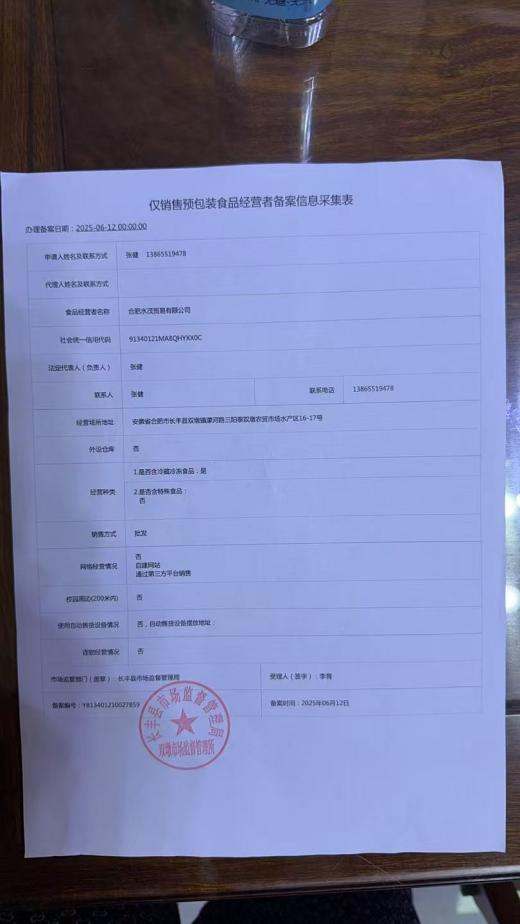 仅销售预包装食品经营者备案信息采集表
办理备案日期：2025-06-12 00:00:00
申请人姓名及联系方式 张健 13865519478
代理人姓名及联系方式
食品经营者名称 合肥水茂贸易有限公司
社会统一信用代码 91340121MA8QHYXX0C
法定代表人（负责人） 张健
联系人 张健 联系电话 13865519478
经营场所地址 安徽省合肥市长丰县双墩镇濛河路三阳泰双墩农贸市场水产区16-17号
外设仓库 否
经营种类 1.是否含冷藏冷冻食品：是
2.是否含特殊食品：
否
销售方式 批发
网络经营情况 否
自建网站
通过第三方平台销售
校园周边(200米内) 否
使用自动售货设备情况 否，自动售货设备摆放地址：
连锁经营情况 否
市场监管部门（盖章）：长丰县市场监督管理局 受理人（签字）：李有
备案编号：YB13401210027859 备案时间：2025年06月12日
长丰县市场监督管理局
双墩市场监督管理所